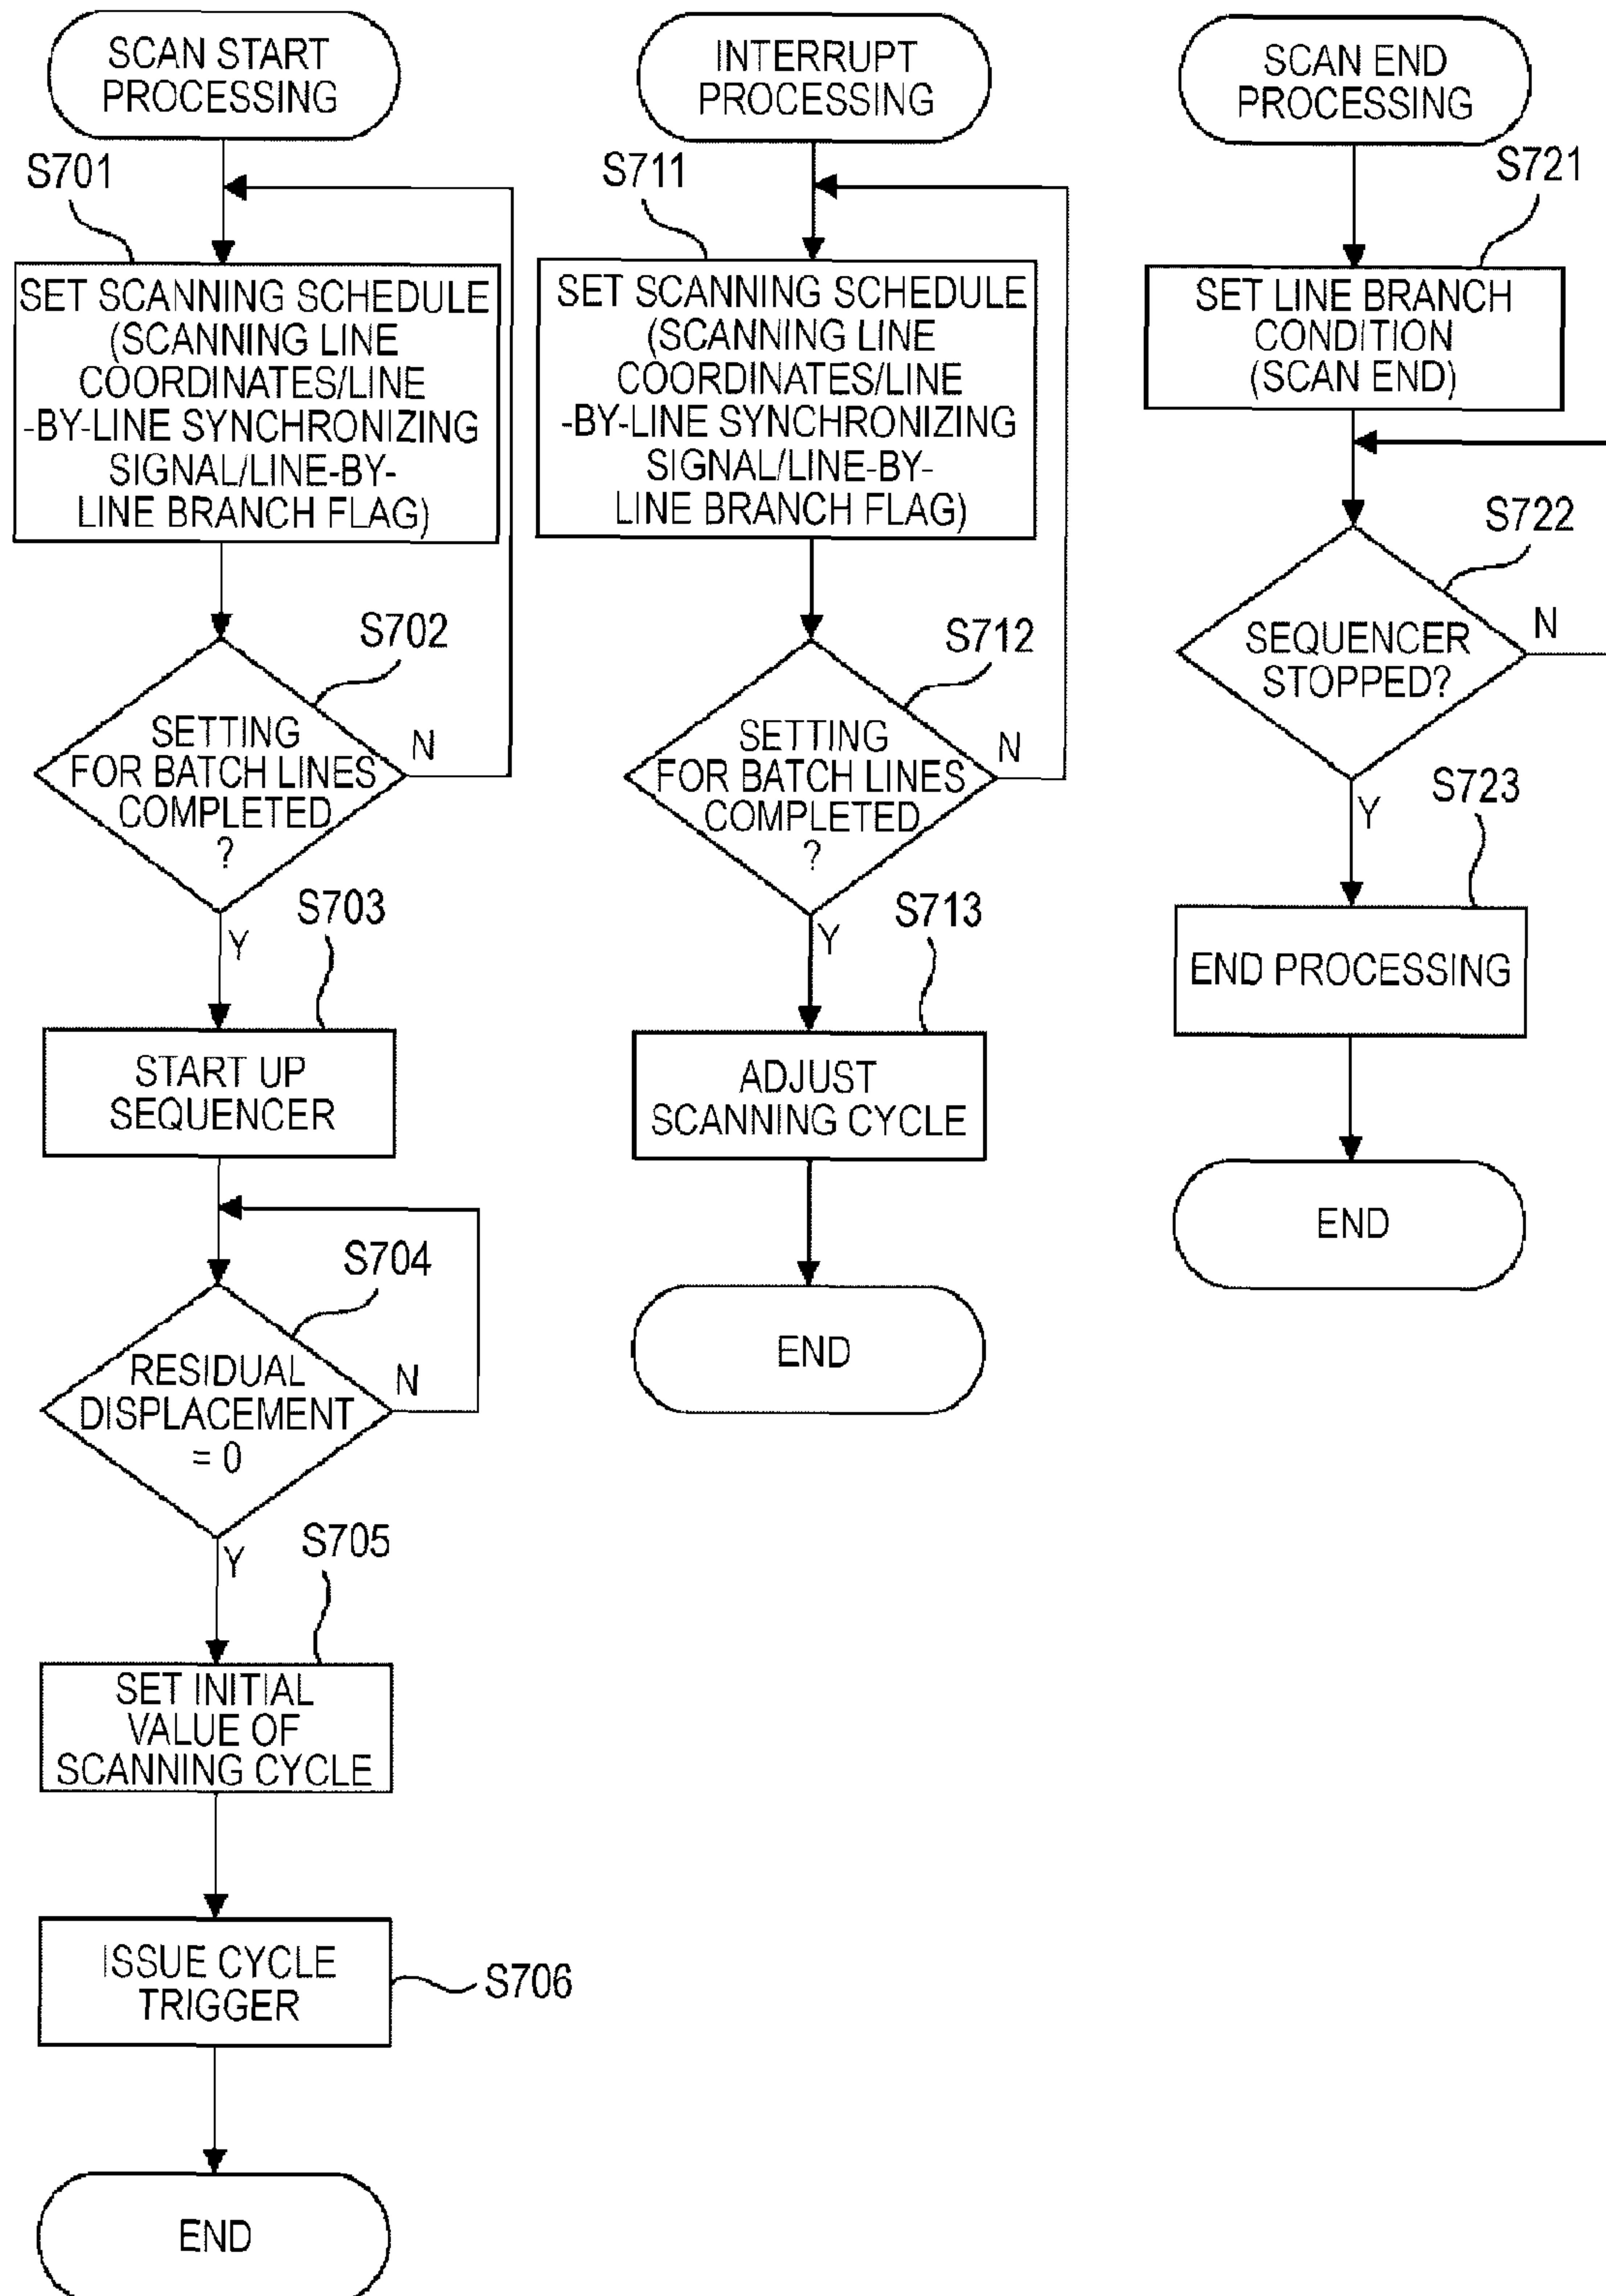 SCAN START
PROCESSING
S701
SET SCANNING SCHEDULE
(SCANNING LINE
COORDINATES/LINE
-BY-LINE SYNCHRONIZING
SIGNAL/LINE-BY-
LINE BRANCH FLAG)
S702
SETTING
FOR BATCH LINES
COMPLETED
?
N
Y
S703
START UP
SEQUENCER
S704
RESIDUAL
DISPLACEMENT
= 0
N
Y
S705
SET INITIAL
VALUE OF
SCANNING CYCLE
ISSUE CYCLE
TRIGGER
S706
END
INTERRUPT
PROCESSING
S711
SET SCANNING SCHEDULE
(SCANNING LINE
COORDINATES/LINE
-BY-LINE SYNCHRONIZING
SIGNAL/LINE-BY-
LINE BRANCH FLAG)
S712
SETTING
FOR BATCH LINES
COMPLETED
?
N
Y
S713
ADJUST
SCANNING CYCLE
END
SCAN END
PROCESSING
S721
SET LINE BRANCH
CONDITION
(SCAN END)
S722
SEQUENCER
STOPPED?
N
Y
S723
END PROCESSING
END